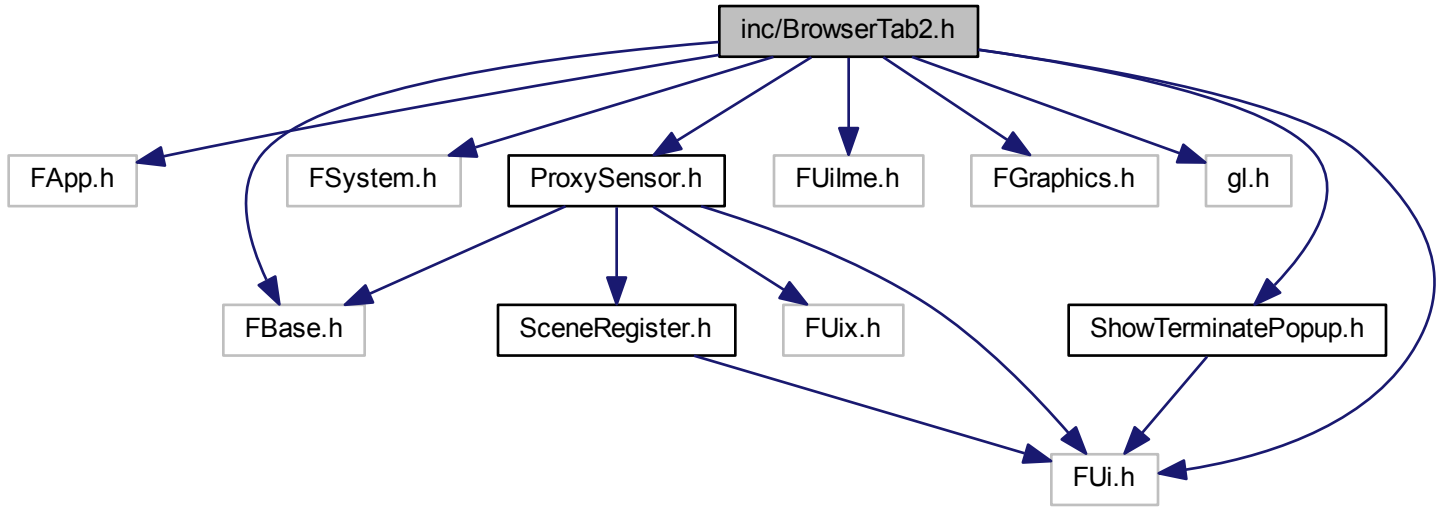 inc/BrowserTab2.h
FApp.h
FSystem.h
ProxySensor.h
FUiIme.h
FGraphics.h
gl.h
FBase.h
SceneRegister.h
FUix.h
ShowTerminatePopup.h
FUi.h